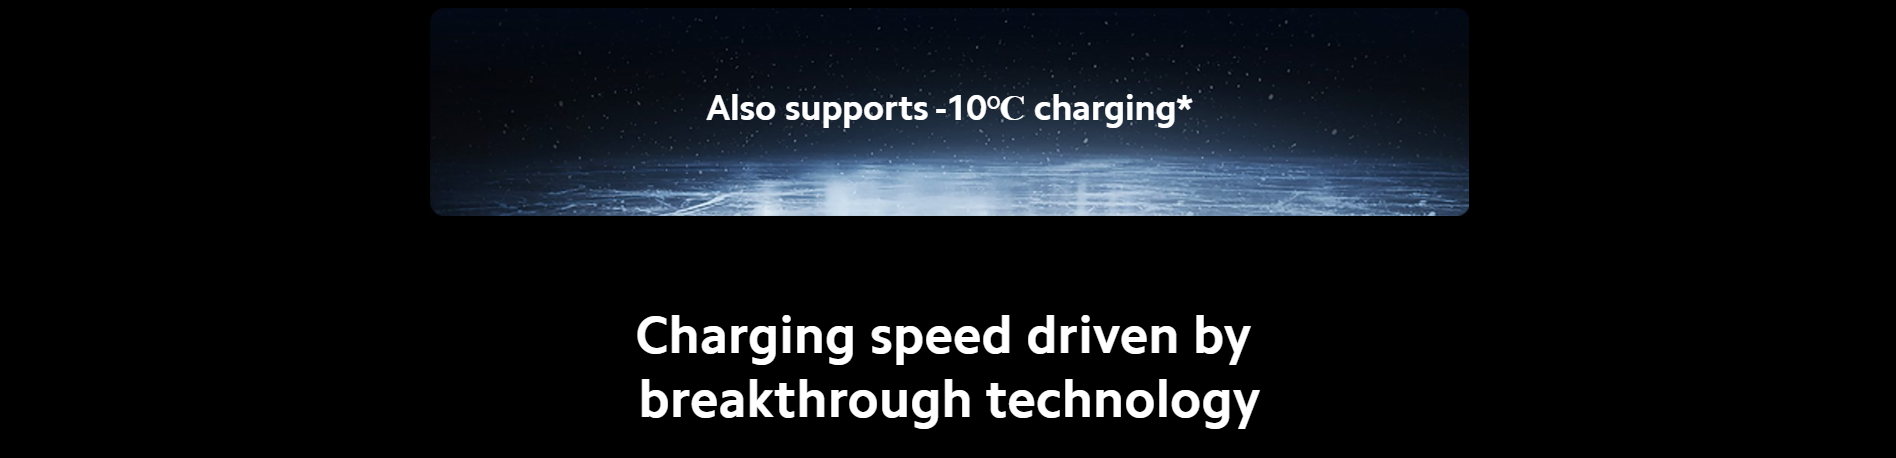 Also supports -10℃ charging*
Charging speed driven by
breakthrough technology